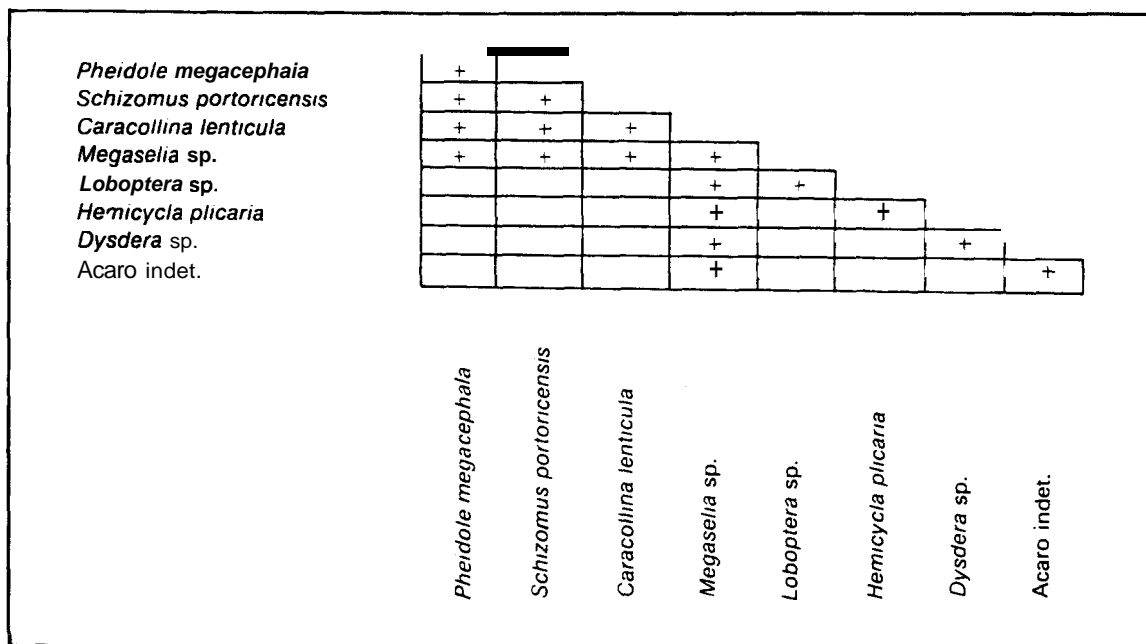 Pheidole megacephaia +
Schizomus portoricensis + +
Caracollina lenticula + + +
Megaselia sp. + + + +
Loboptera sp. + +
Hemicycla plicaria + +
Dysdera sp. + +
Acaro indet. + +
Pheidole megacephala
Schizomus portoricensis
Caracollina lenticula
Megaselia sp.
Loboptera sp.
Hemicycla plicaria
Dysdera sp.
Acaro indet.